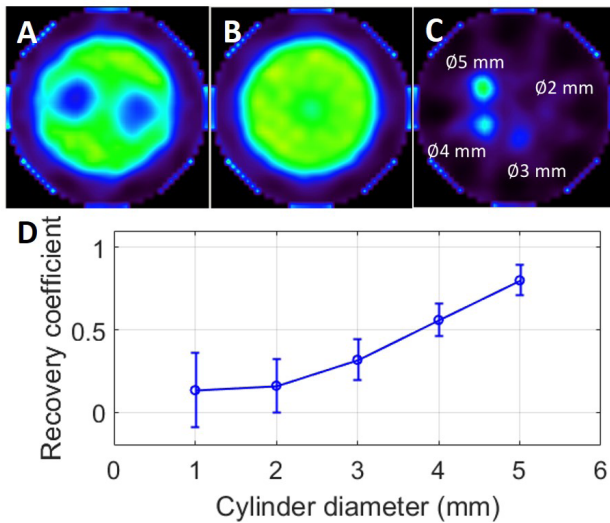 A
B
C
Ø5 mm
Ø2 mm
Ø4 mm
Ø3 mm
D
Recovery coefficient
1
0.5
0
0 1 2 3 4 5 6
Cylinder diameter (mm)